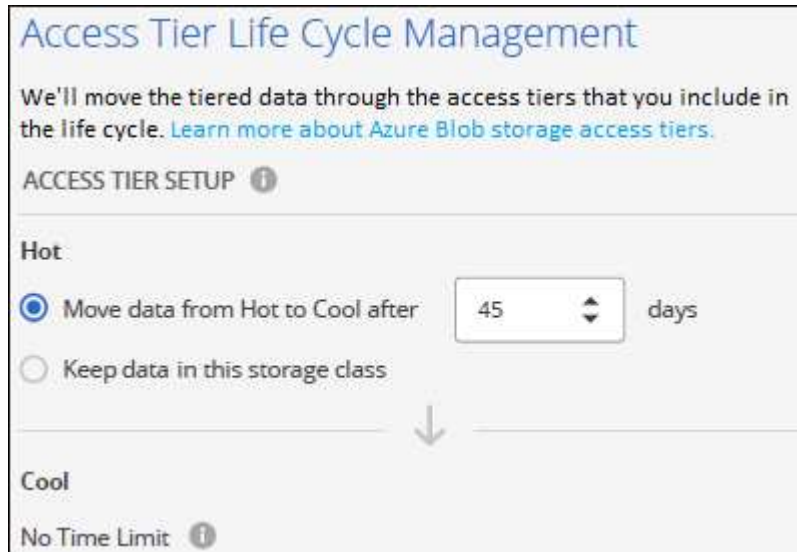 Access Tier Life Cycle Management
We'll move the tiered data through the access tiers that you include in
the life cycle. Learn more about Azure Blob storage access tiers.
ACCESS TIER SETUP i
Hot
Move data from Hot to Cool after 45 days
Keep data in this storage class
Cool
No Time Limit i